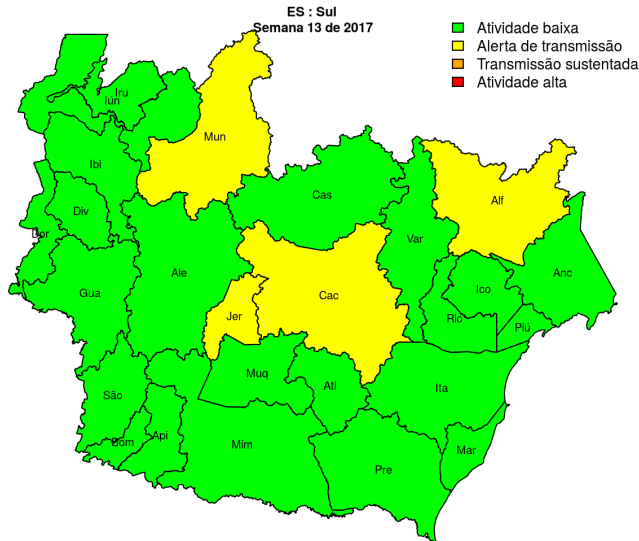 ES : Sul
Semana 13 de 2017
Atividade baixa
Alerta de transmissão
Transmissão sustentada
Atividade alta
Iru
Iún
Mun
Ibi
Cas
Alf
Div
Dor
Var
Ale
Anc
Gua
Cac
Ico
Jer
Rio
Piú
Muq
Ati
Ita
São
Api
Bom
Mim
Mar
Pre